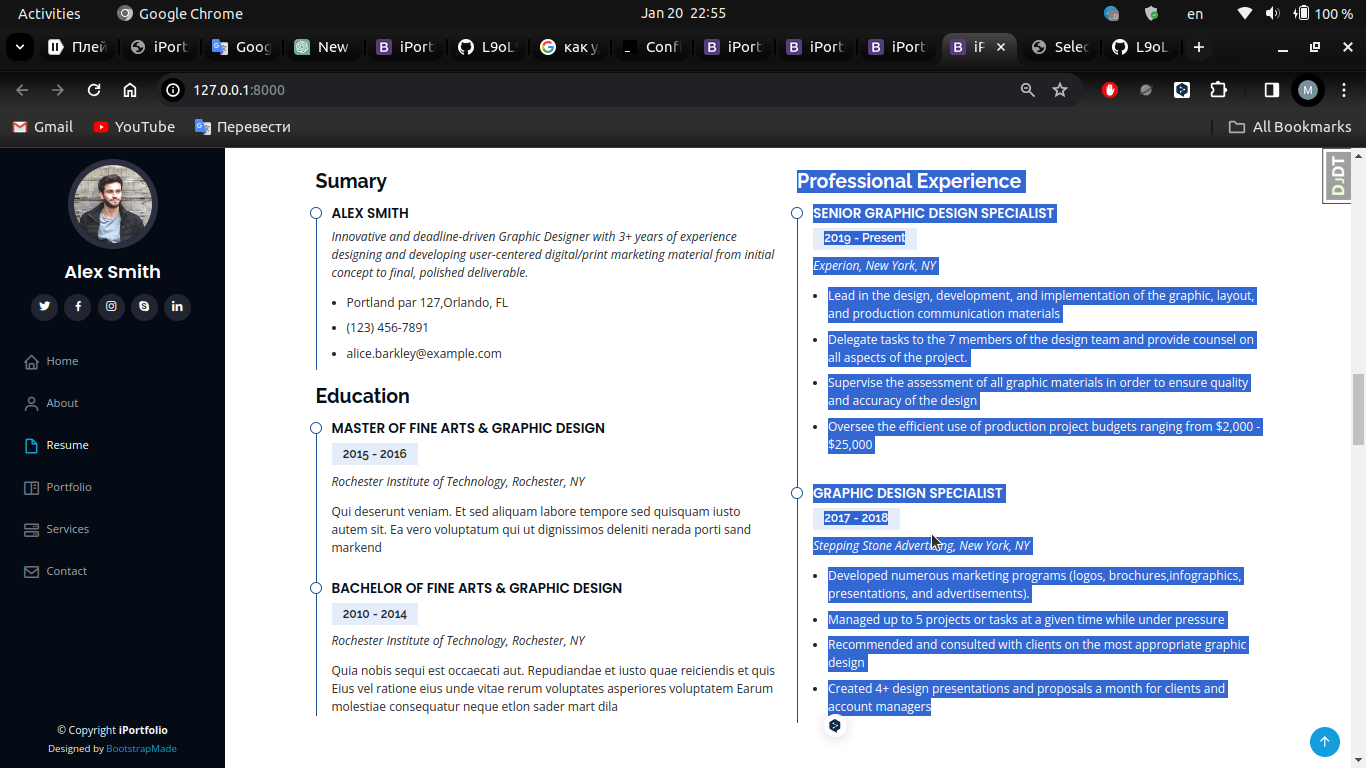 Activities
Google Chrome
Jan 20 22:55
en
100 %
Плей
iPort
Goog
New
iPort
L9oL
как у
Confi
iPort
iPort
iPort
iP
Selec
L9oL
127.0.0.1:8000
M
Gmail
YouTube
Перевести
All Bookmarks
Alex Smith
Home
About
Resume
Portfolio
Services
Contact
© Copyright iPortfolio
Designed by BootstrapMade
Sumary
ALEX SMITH
Innovative and deadline-driven Graphic Designer with 3+ years of experience
designing and developing user-centered digital/print marketing material from initial
concept to final, polished deliverable.
Portland par 127,Orlando, FL
(123) 456-7891
alice.barkley@example.com
Education
MASTER OF FINE ARTS & GRAPHIC DESIGN
2015 - 2016
Rochester Institute of Technology, Rochester, NY
Qui deserunt veniam. Et sed aliquam labore tempore sed quisquam iusto
autem sit. Ea vero voluptatum qui ut dignissimos deleniti nerada porti sand
markend
BACHELOR OF FINE ARTS & GRAPHIC DESIGN
2010 - 2014
Rochester Institute of Technology, Rochester, NY
Quia nobis sequi est occaecati aut. Repudiandae et iusto quae reiciendis et quis
Eius vel ratione eius unde vitae rerum voluptates asperiores voluptatem Earum
molestiae consequatur neque etlon sader mart dila
Professional Experience
SENIOR GRAPHIC DESIGN SPECIALIST
2019 - Present
Experion, New York, NY
Lead in the design, development, and implementation of the graphic, layout,
and production communication materials
Delegate tasks to the 7 members of the design team and provide counsel on
all aspects of the project.
Supervise the assessment of all graphic materials in order to ensure quality
and accuracy of the design
Oversee the efficient use of production project budgets ranging from $2,000 -
$25,000
GRAPHIC DESIGN SPECIALIST
2017 - 2018
Stepping Stone Advertising, New York, NY
Developed numerous marketing programs (logos, brochures,infographics,
presentations, and advertisements).
Managed up to 5 projects or tasks at a given time while under pressure
Recommended and consulted with clients on the most appropriate graphic
design
Created 4+ design presentations and proposals a month for clients and
account managers
DjDT